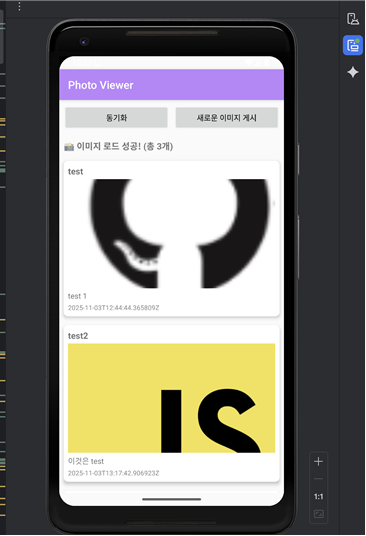 Photo Viewer
동기화
새로운 이미지 게시
이미지 로드 성공! (총 3개)
test
test 1
2025-11-03T12:44:44.365809Z
test2
JS
이것은 test
2025-11-03T13:17:42.906923Z
1:1